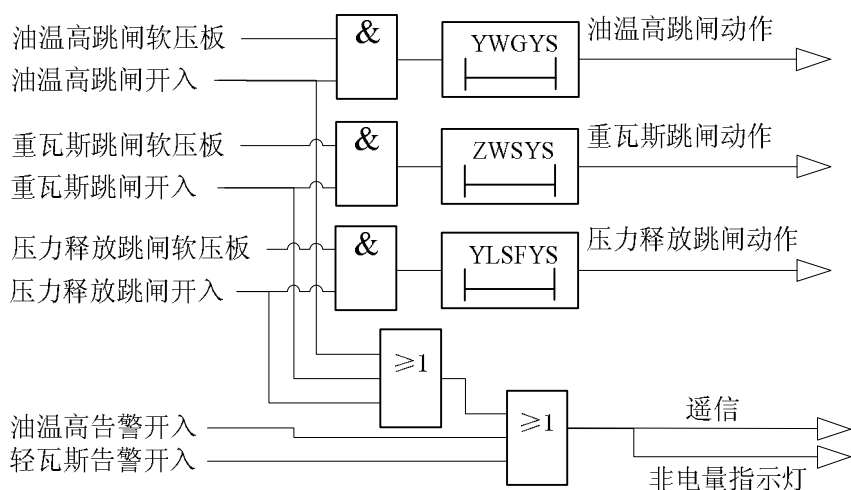 油温高跳闸软压板
&
YWGYS
油温高跳闸动作
油温高跳闸开入
重瓦斯跳闸软压板
&
ZWSYS
重瓦斯跳闸动作
重瓦斯跳闸开入
压力释放跳闸软压板
&
YLSFYS
压力释放跳闸动作
压力释放跳闸开入
≥1
≥1
遥信
油温高告警开入
轻瓦斯告警开入
非电量指示灯